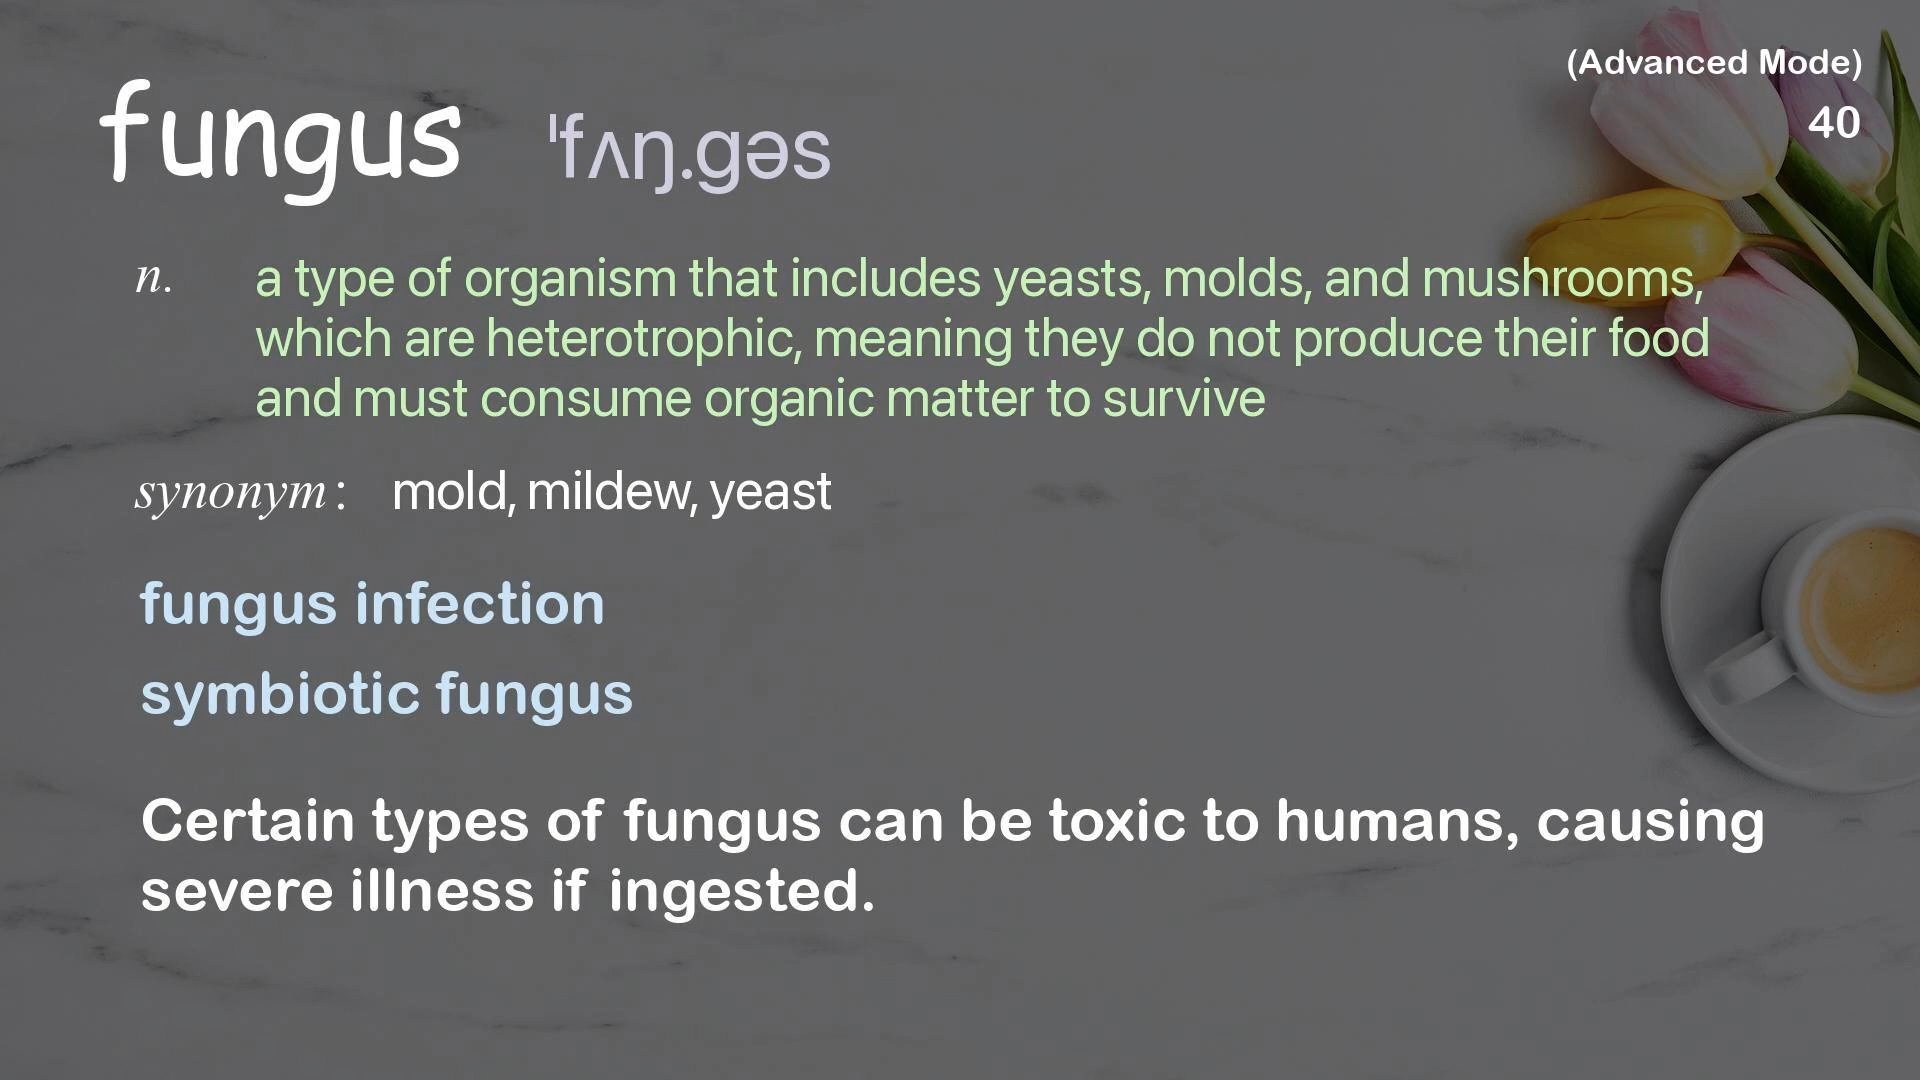 (Advanced Mode)
40
fungus ˈfʌŋ.gəs
n. a type of organism that includes yeasts, molds, and mushrooms,
which are heterotrophic, meaning they do not produce their food
and must consume organic matter to survive
synonym: mold, mildew, yeast
fungus infection
symbiotic fungus
Certain types of fungus can be toxic to humans, causing
severe illness if ingested.